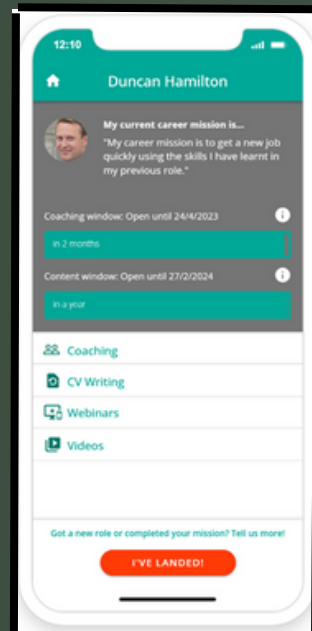 12:10
Duncan Hamilton
My current career mission is...
"My career mission is to get a new job
quickly using the skills I have learnt in
my previous role."
Coaching window: Open until 24/4/2023
in 2 months
Content window: Open until 27/2/2024
in a year
Coaching
CV Writing
Webinars
Videos
Got a new role or completed your mission? Tell us more!
I'VE LANDED!